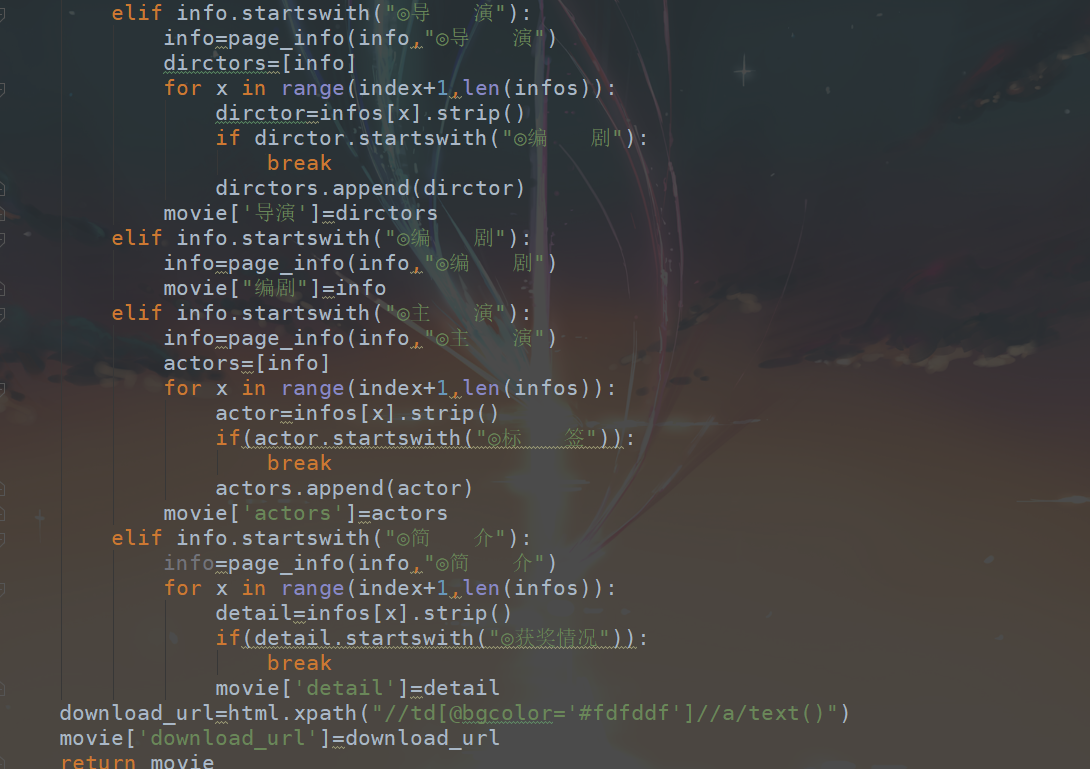 elif info.startswith("◎导　　演"):
info=page_info(info,"◎导　　演")
dirctors=[info]
for x in range(index+1,len(infos)):
dirctor=infos[x].strip()
if dirctor.startswith("◎编　　剧"):
break
dirctors.append(dirctor)
movie['导演']=dirctors
elif info.startswith("◎编　　剧"):
info=page_info(info,"◎编　　剧")
movie["编剧"]=info
elif info.startswith("◎主　　演"):
info=page_info(info,"◎主　　演")
actors=[info]
for x in range(index+1,len(infos)):
actor=infos[x].strip()
if(actor.startswith("◎标　　签")):
break
actors.append(actor)
movie['actors']=actors
elif info.startswith("◎简　　介"):
info=page_info(info,"◎简　　介")
for x in range(index+1,len(infos)):
detail=infos[x].strip()
if(detail.startswith("◎获奖情况")):
break
movie['detail']=detail
download_url=html.xpath("//td[@bgcolor='#fdfddf']//a/text()")
movie['download_url']=download_url
return movie